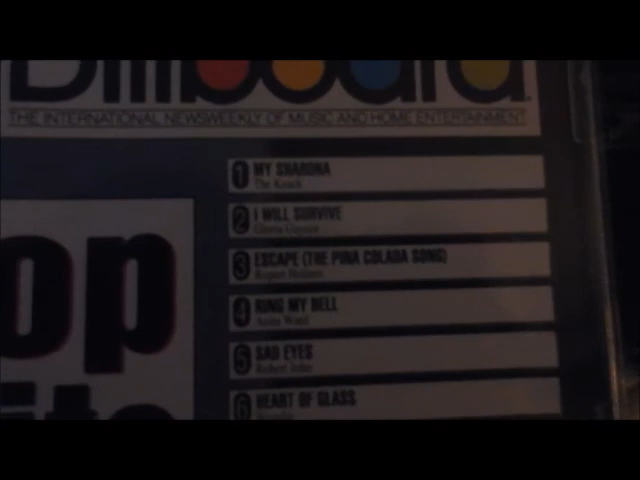 Billboard
THE INTERNATIONAL NEWSWEEKLY OF MUSIC AND HOME ENTERTAINMENT
1 MY SHARONA
The Knack
2 I WILL SURVIVE
Gloria Gaynor
3 ESCAPE (THE PINA COLADA SONG)
Rupert Holmes
op
4 RING MY BELL
Anita Ward
5 SAD EYES
Robert John
6 HEART OF GLASS
Blondie